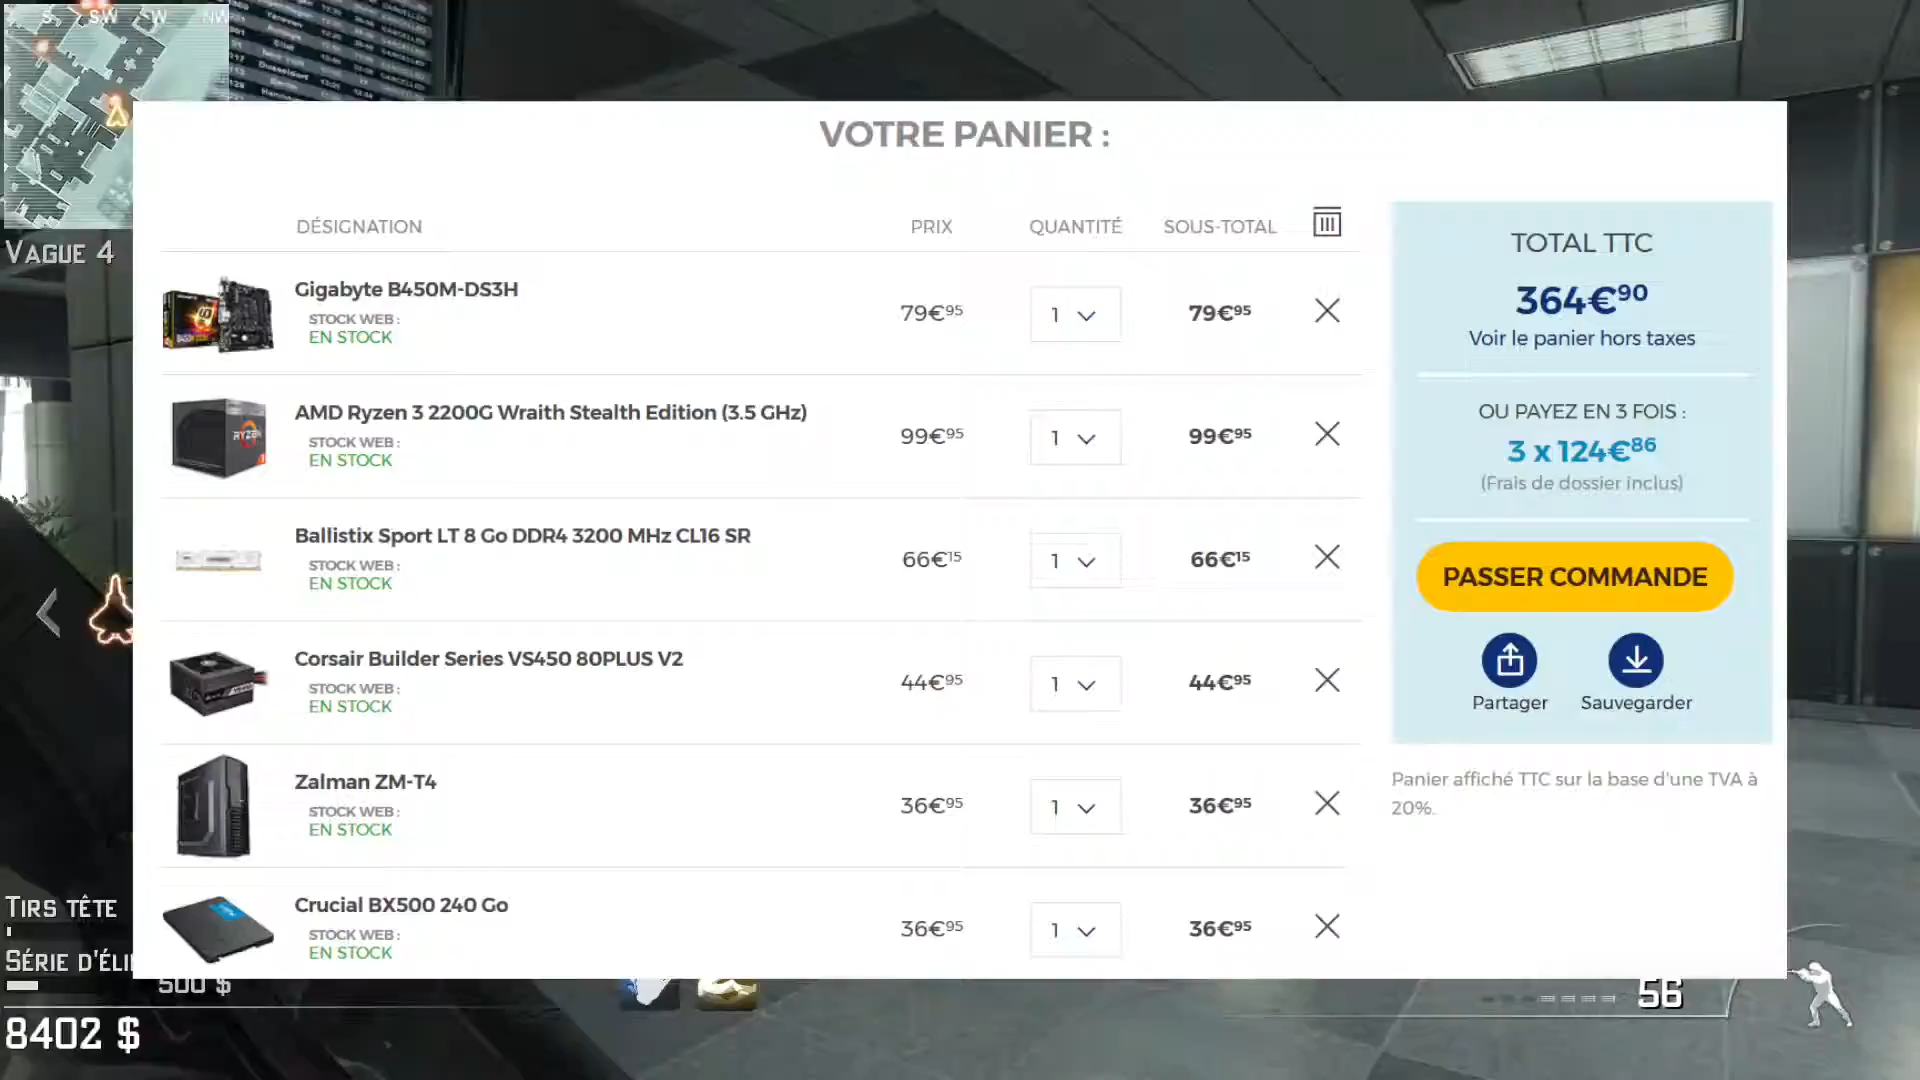 S SW W NW
Dusseldorf
VAGUE 4
VOTRE PANIER :
DÉSIGNATION PRIX QUANTITÉ SOUS-TOTAL
Gigabyte B450M-DS3H
STOCK WEB :
EN STOCK
79€95 1 79€95
AMD Ryzen 3 2200G Wraith Stealth Edition (3.5 GHz)
STOCK WEB :
EN STOCK
99€95 1 99€95
RYZEN
Ballistix Sport LT 8 Go DDR4 3200 MHz CL16 SR
STOCK WEB :
EN STOCK
66€15 1 66€15
Corsair Builder Series VS450 80PLUS V2
STOCK WEB :
EN STOCK
44€95 1 44€95
Zalman ZM-T4
STOCK WEB :
EN STOCK
36€95 1 36€95
Crucial BX500 240 Go
STOCK WEB :
EN STOCK
36€95 1 36€95
TOTAL TTC
364€90
Voir le panier hors taxes
OU PAYEZ EN 3 FOIS :
3 x 124€86
(Frais de dossier inclus)
PASSER COMMANDE
Partager Sauvegarder
Panier affiché TTC sur la base d'une TVA à
20%.
TIRS TÊTE
SÉRIE D'ÉLI
500 $
8402 $
56